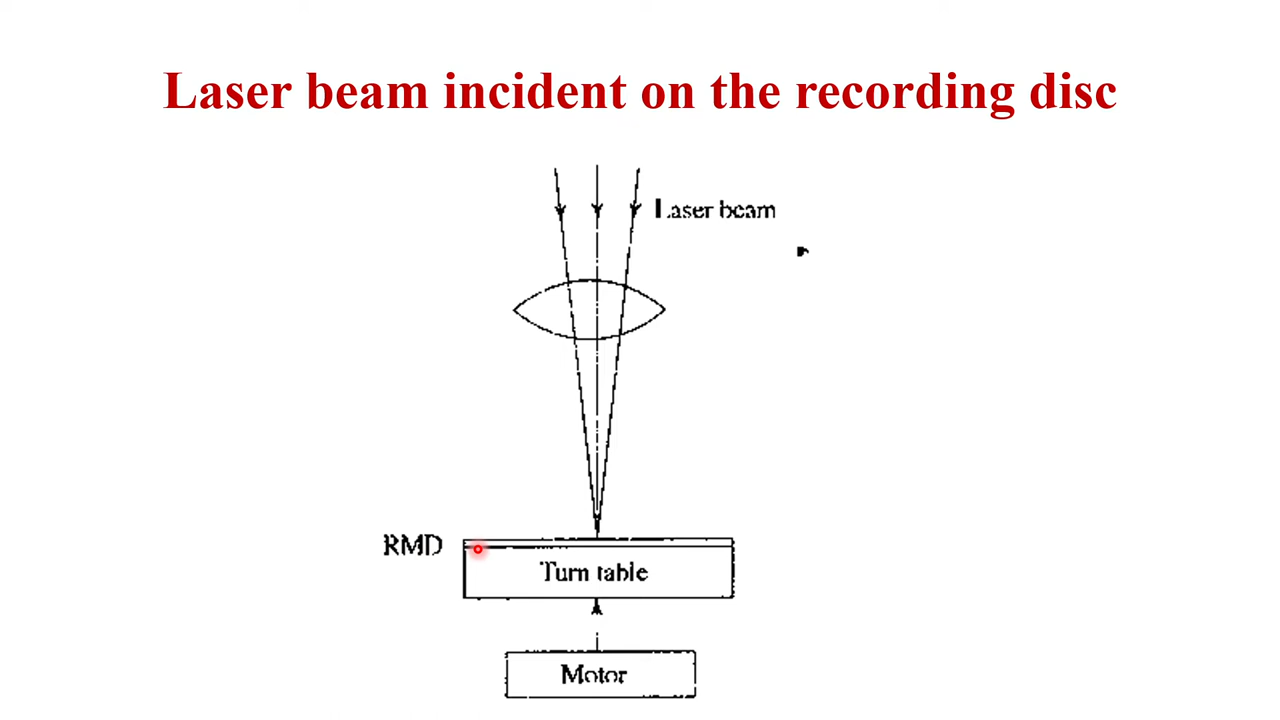 Laser beam incident on the recording disc
Laser beam
RMD
Turn table
Motor